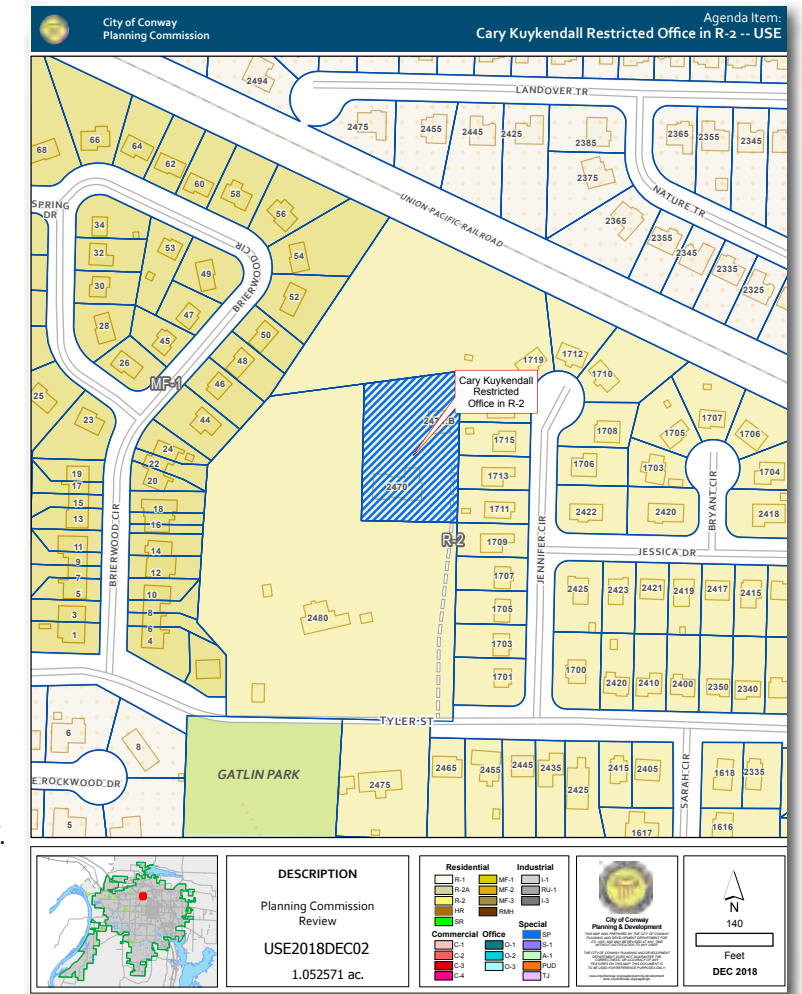 City of Conway
Planning Commission
Agenda Item:
Cary Kuykendall Restricted Office in R-2 -- USE
2494
LANDOVER TR
2475
2455
2445
2425
2385
2365
2355
2345
2375
NATURE TR
2365
2355
2345
2335
2325
UNION PACIFIC RAILROAD
68
66
64
62
60
58
56
54
52
50
48
46
44
SPRING
DR
34
32
30
28
26
53
49
47
45
BRIERWOOD CIR
MF-1
25
23
24
22
20
19
17
15
13
11
9
7
5
3
1
18
16
14
12
10
8
6
4
BRIERWOOD CIR
Cary Kuykendall
Restricted
Office in R-2
2470
R-2
2480
1719
1712
1710
1715
1713
1711
1709
1707
1705
1703
1701
JENNIFER CIR
1708
1706
2422
2420
1705
1703
1707
1706
1704
2418
BRYANT CIR
JESSICA DR
2425
2423
2421
2419
2417
2415
1700
2420
2410
2400
2350
2340
TYLER ST
6
8
E ROCKWOOD DR
5
GATLIN PARK
2475
2465
2455
2445
2435
2425
2415
2405
1617
SARAH CIR
1618
2335
1616
.
DESCRIPTION
Planning Commission
Review
USE2018DEC02
1.052571 ac.
Residential
R-1
R-2A
R-2
HR
SR
MF-1
MF-2
MF-3
RMH
Industrial
I-1
RU-1
I-3
Commercial
C-1
C-2
C-3
C-4
Office
O-1
O-2
O-3
Special
SP
S-1
A-1
PUD
TJ
City of Conway
Planning & Development
N
140
Feet
DEC 2018